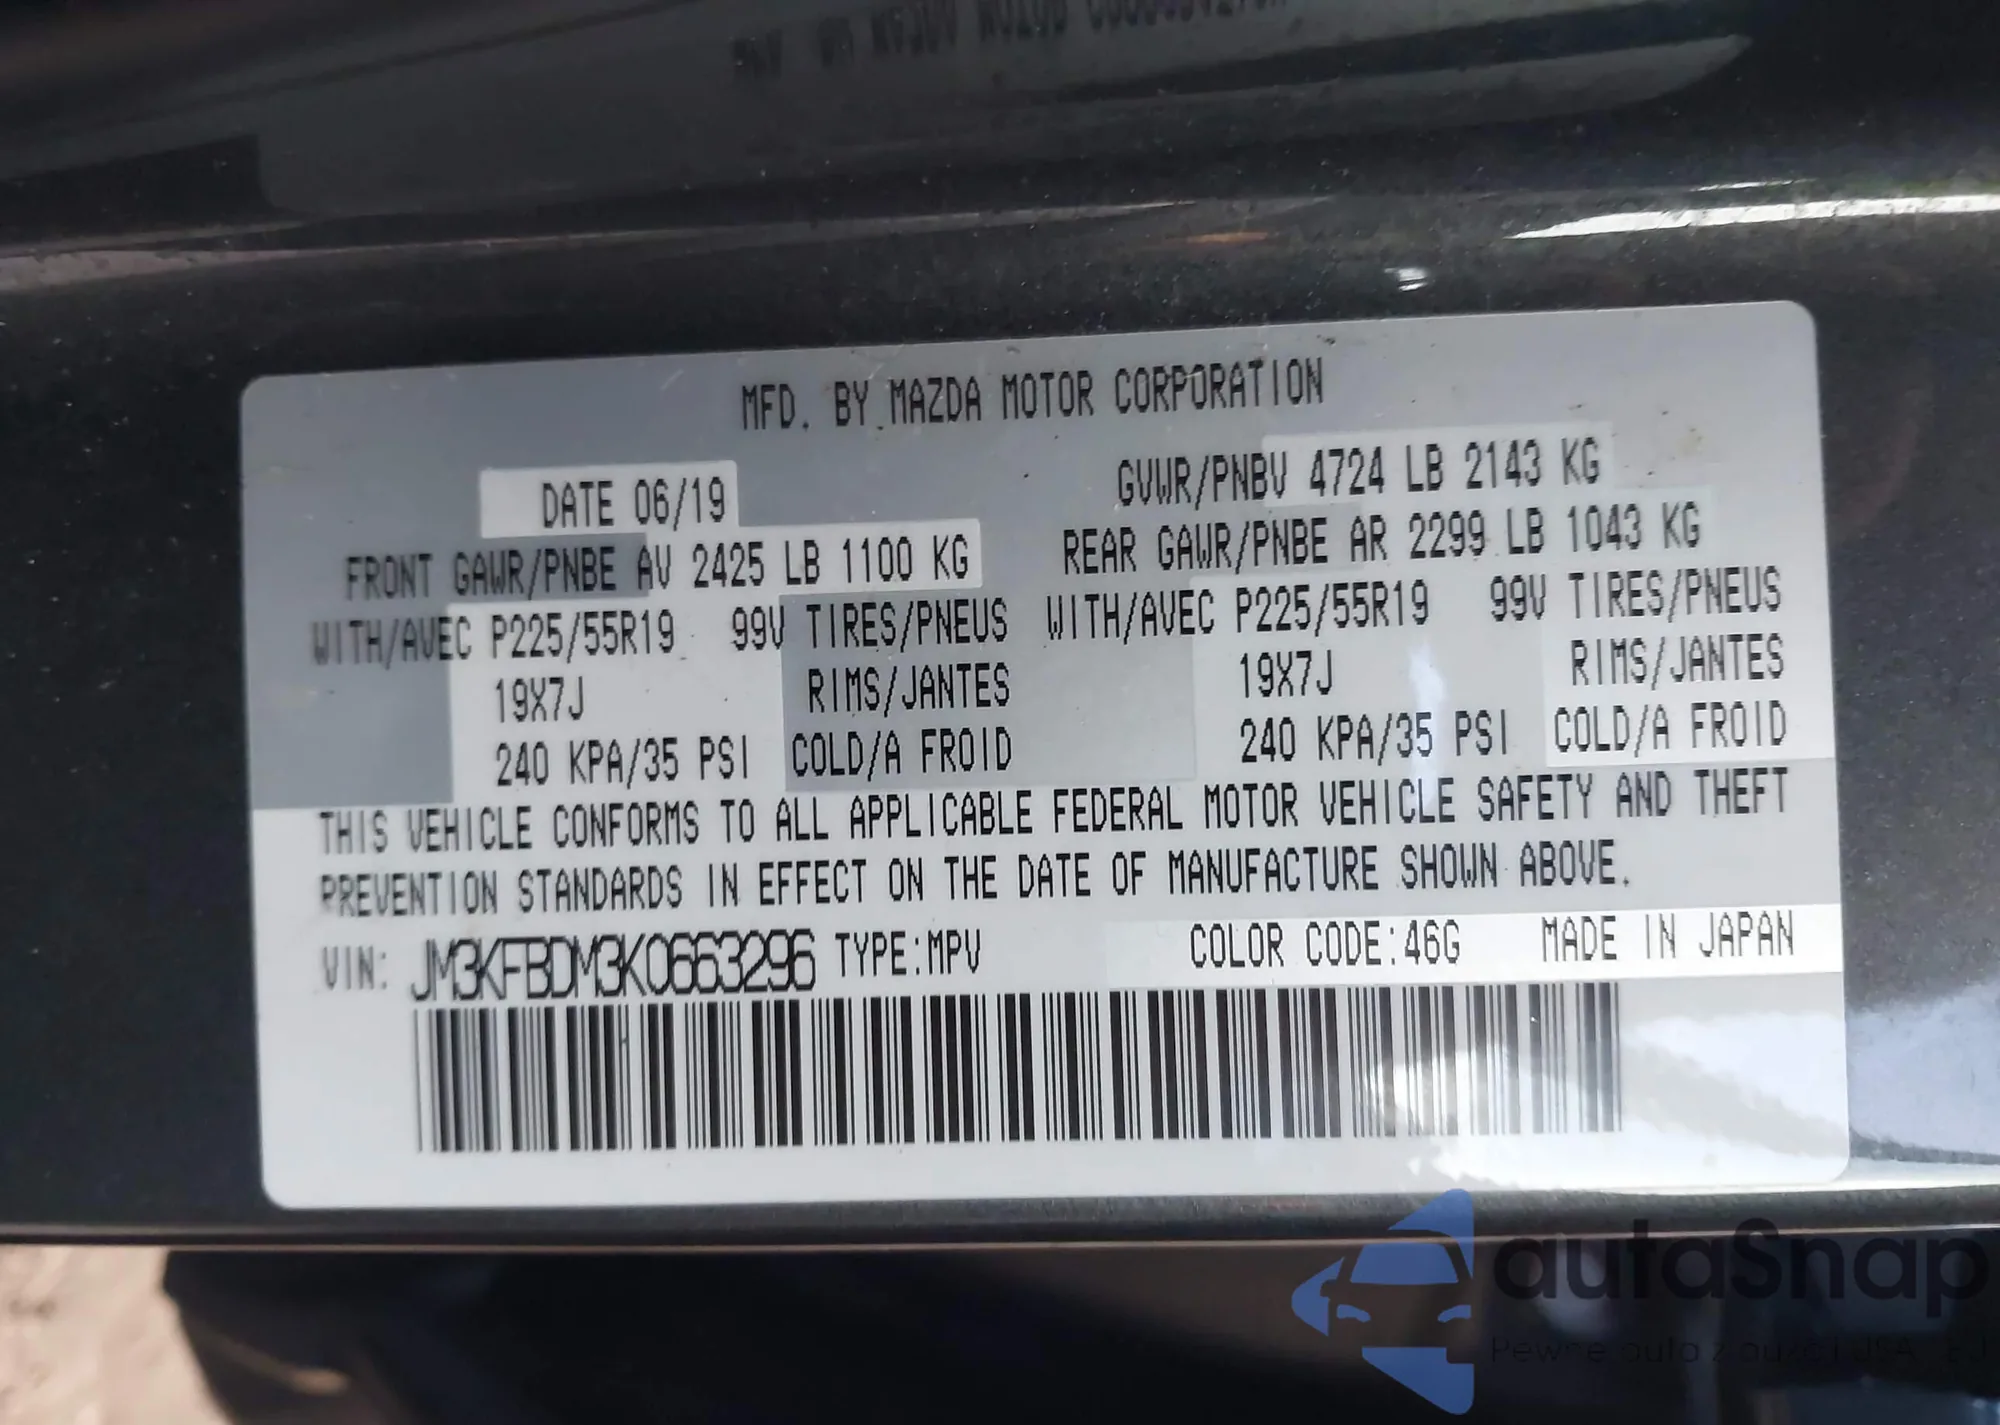 MFD. BY MAZDA MOTOR CORPORATION
DATE 06/19 GVWR/PNBV 4724 LB 2143 KG
FRONT GAWR/PNBE AV 2425 LB 1100 KG REAR GAWR/PNBE AR 2299 LB 1043 KG
WITH/AVEC P225/55R19 99V TIRES/PNEUS WITH/AVEC P225/55R19 99V TIRES/PNEUS
19X7J RIMS/JANTES 19X7J RIMS/JANTES
240 KPA/35 PSI COLD/A FROID 240 KPA/35 PSI COLD/A FROID
THIS VEHICLE CONFORMS TO ALL APPLICABLE FEDERAL MOTOR VEHICLE SAFETY AND THEFT
PREVENTION STANDARDS IN EFFECT ON THE DATE OF MANUFACTURE SHOWN ABOVE.
VIN: JM3KFBDM3K0663296 TYPE:MPV COLOR CODE:46G MADE IN JAPAN
autaSnap
Pewne auta z